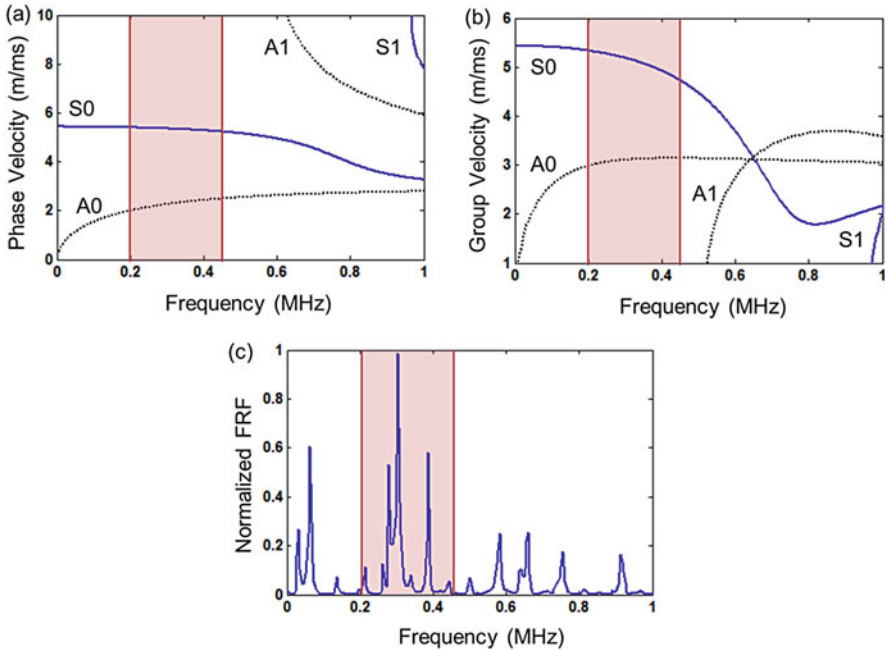 (a)
10
8
6
4
2
0
Phase Velocity (m/ms)
S0
A0
A1
S1
0
0.2
0.4
0.6
0.8
1
Frequency (MHz)
(b)
6
5
4
3
2
1
Group Velocity (m/ms)
S0
A0
A1
S1
0
0.2
0.4
0.6
0.8
1
Frequency (MHz)
(c)
1
0.8
0.6
0.4
0.2
0
Normalized FRF
0
0.2
0.4
0.6
0.8
1
Frequency (MHz)